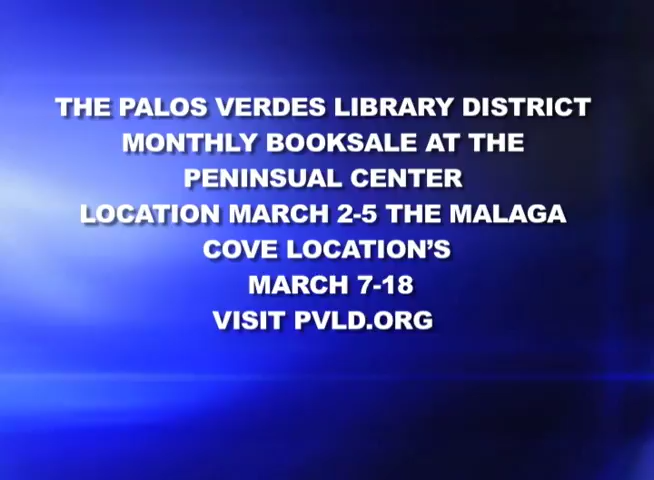 THE PALOS VERDES LIBRARY DISTRICT
MONTHLY BOOKSALE AT THE
PENINSUAL CENTER
LOCATION MARCH 2-5 THE MALAGA
COVE LOCATION’S
MARCH 7-18
VISIT PVLD.ORG